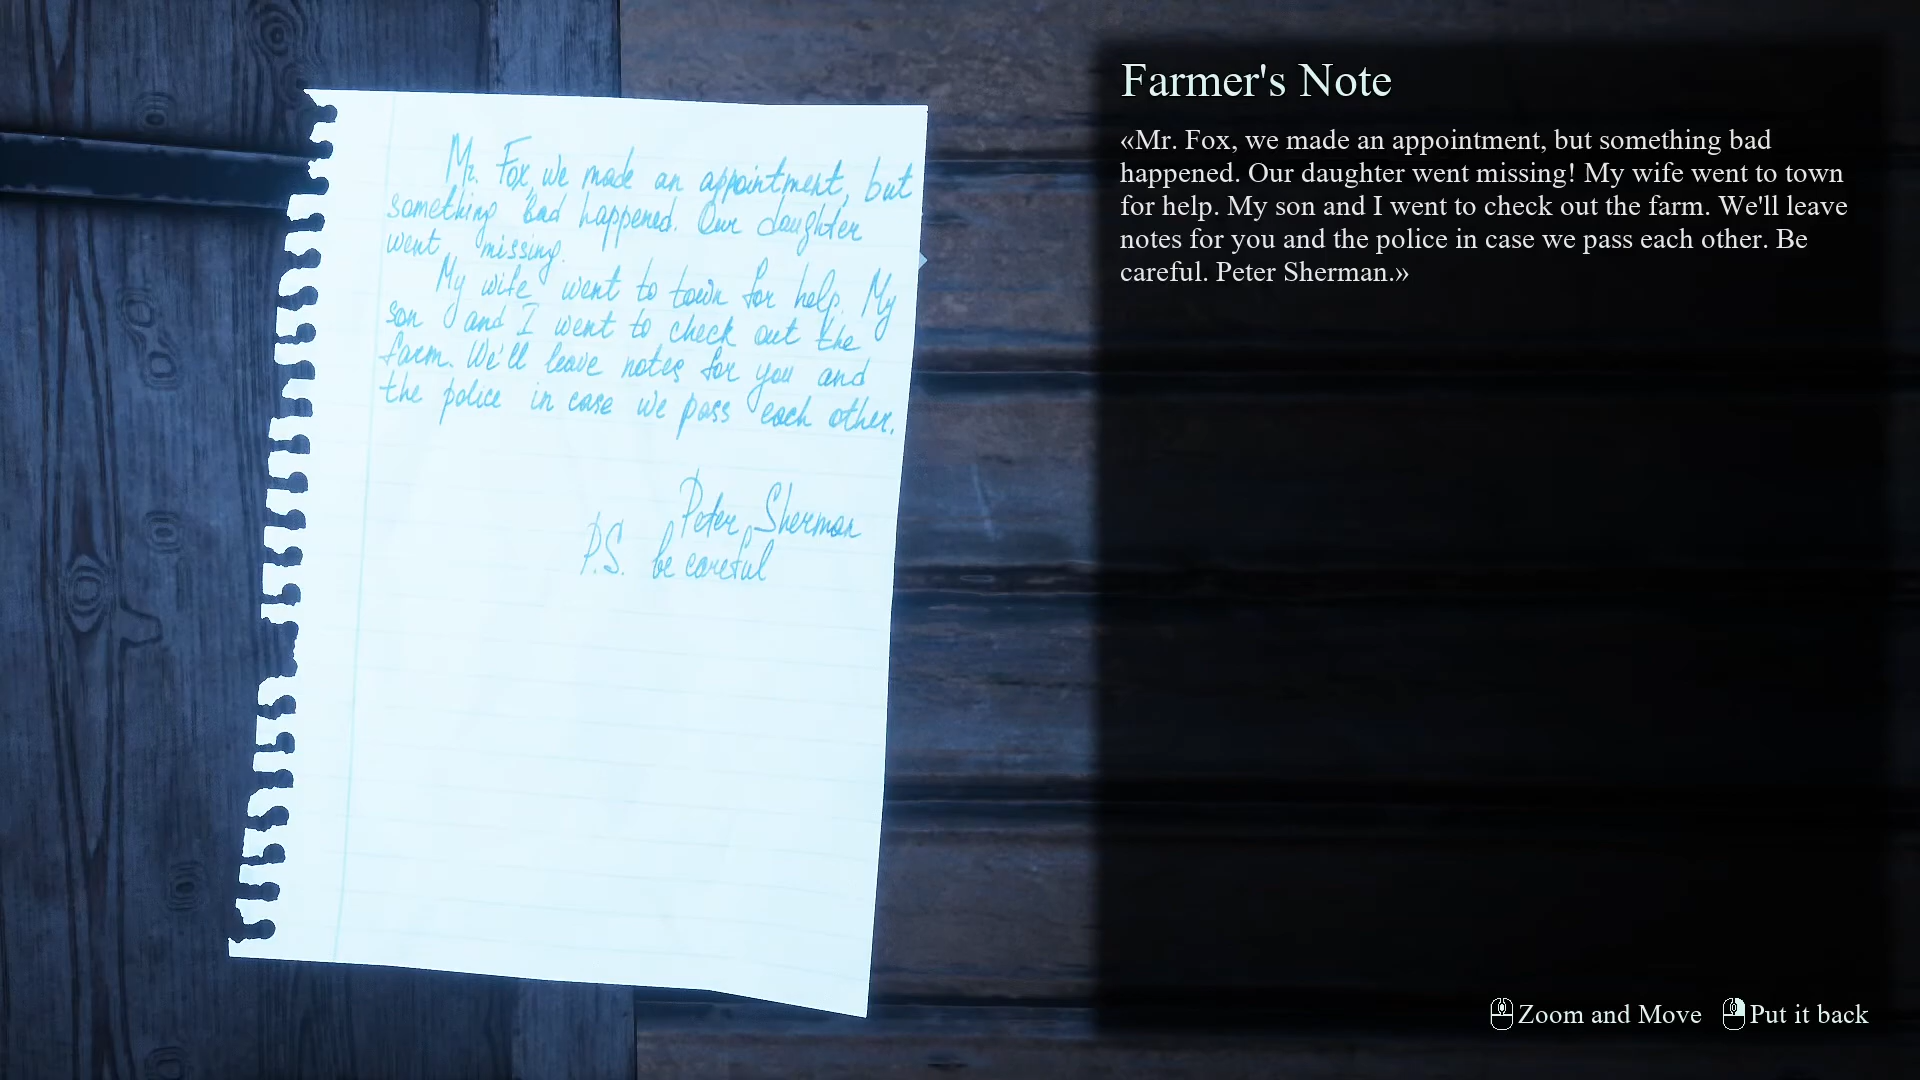 Mr. Fox, we made an appointment, but
something bad happened. Our daughter
went missing.
My wife went to town for help. My
son and I went to check out the
farm. We'll leave notes for you and
the police in case we pass each other.
Peter Sherman
P.S. be careful
Farmer's Note
«Mr. Fox, we made an appointment, but something bad
happened. Our daughter went missing! My wife went to town
for help. My son and I went to check out the farm. We'll leave
notes for you and the police in case we pass each other. Be
careful. Peter Sherman.»
Zoom and Move Put it back